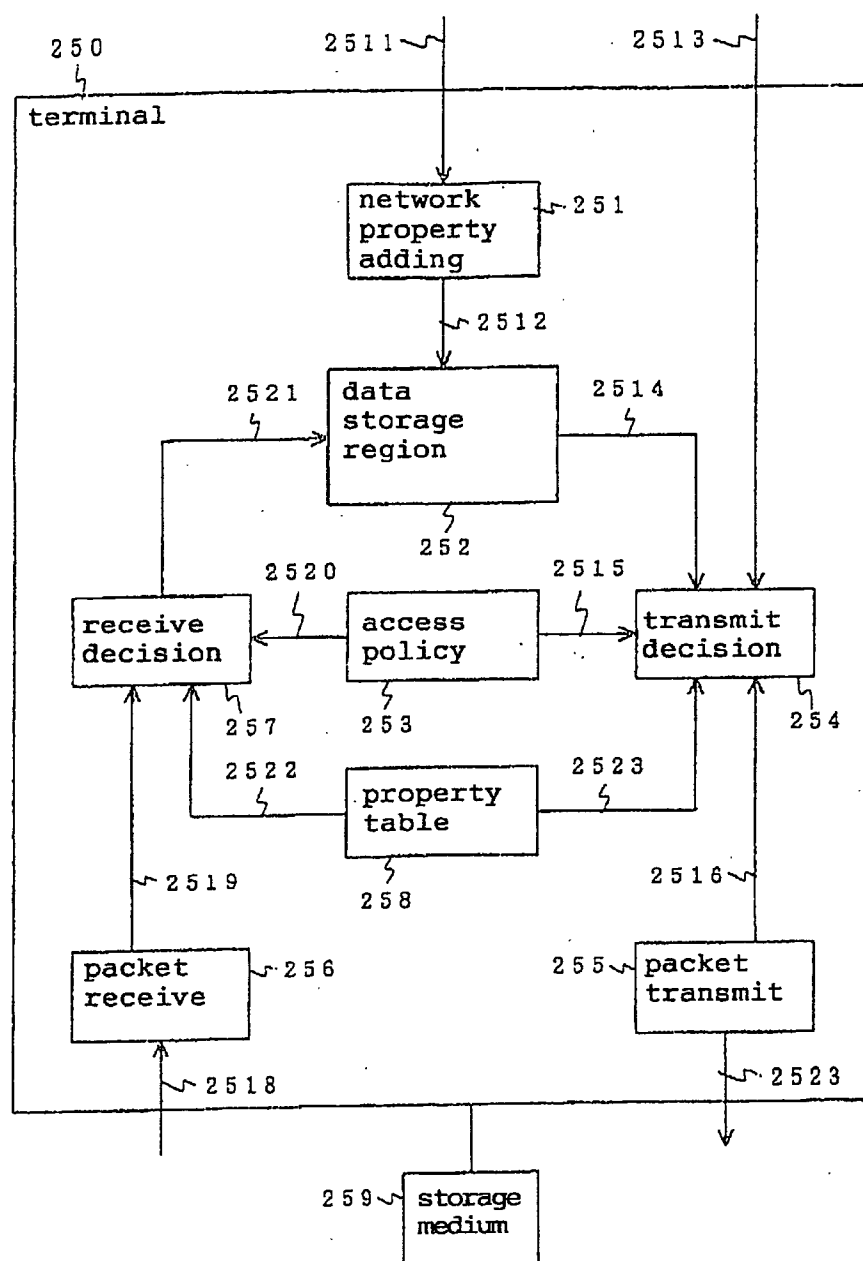 250
2511
2513
terminal
network
property
adding
251
2512
2521
data
storage
region
2514
252
2520
2515
receive
decision
access
policy
transmit
decision
257
253
254
2522
property
table
2523
2519
258
2516
packet
receive
256
255
packet
transmit
2518
2523
259
storage
medium